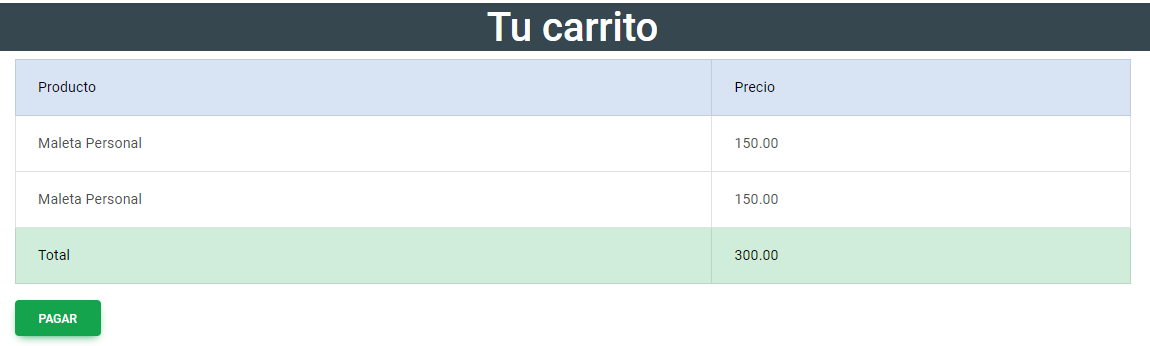 Tu carrito
Producto Precio
Maleta Personal 150.00
Maleta Personal 150.00
Total 300.00
PAGAR